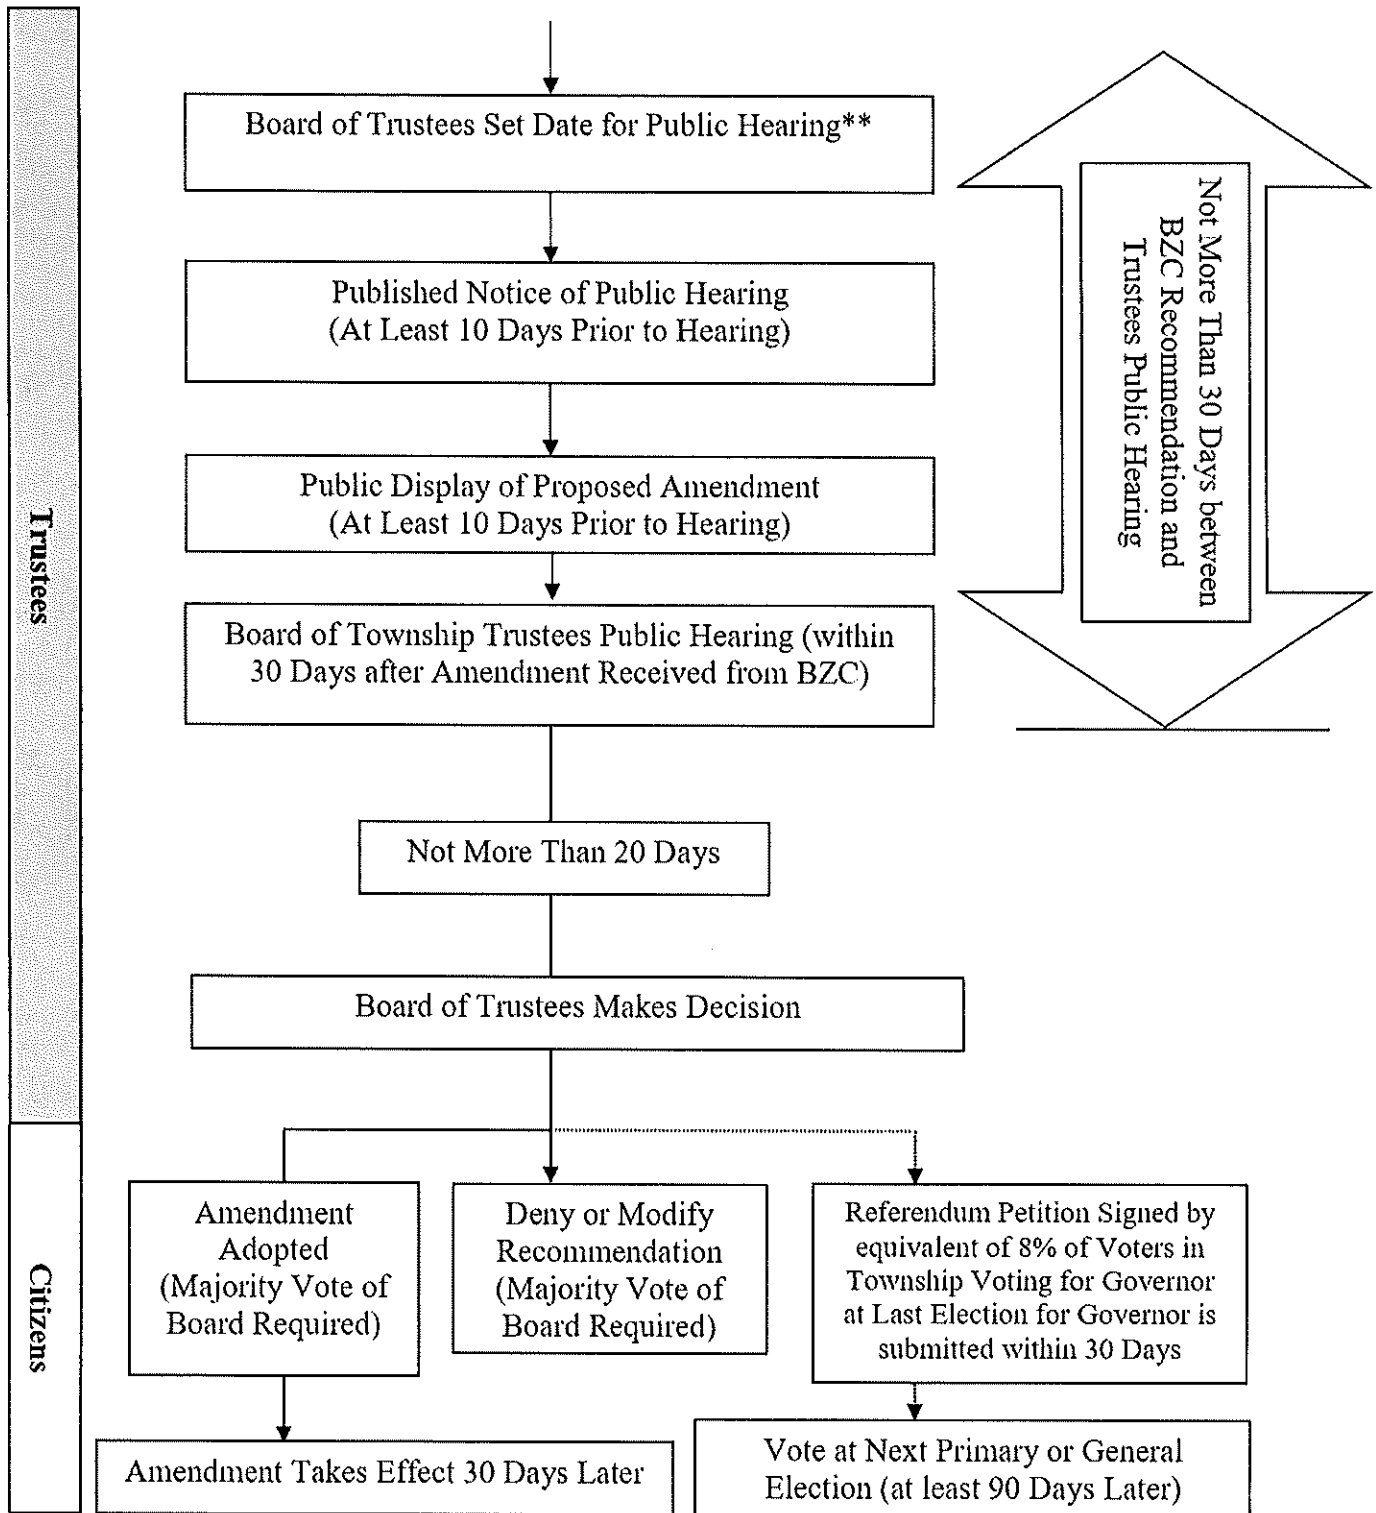 Board of Trustees Set Date for Public Hearing**
Published Notice of Public Hearing
(At Least 10 Days Prior to Hearing)
Public Display of Proposed Amendment
(At Least 10 Days Prior to Hearing)
Board of Township Trustees Public Hearing (within
30 Days after Amendment Received from BZC)
Not More Than 30 Days between
BZC Recommendation and
Trustees Public Hearing
Not More Than 20 Days
Board of Trustees Makes Decision
Trustees
Citizens
Amendment
Adopted
(Majority Vote of
Board Required)
Deny or Modify
Recommendation
(Majority Vote of
Board Required)
Referendum Petition Signed by
equivalent of 8% of Voters in
Township Voting for Governor
at Last Election for Governor is
submitted within 30 Days
Amendment Takes Effect 30 Days Later
Vote at Next Primary or General
Election (at least 90 Days Later)